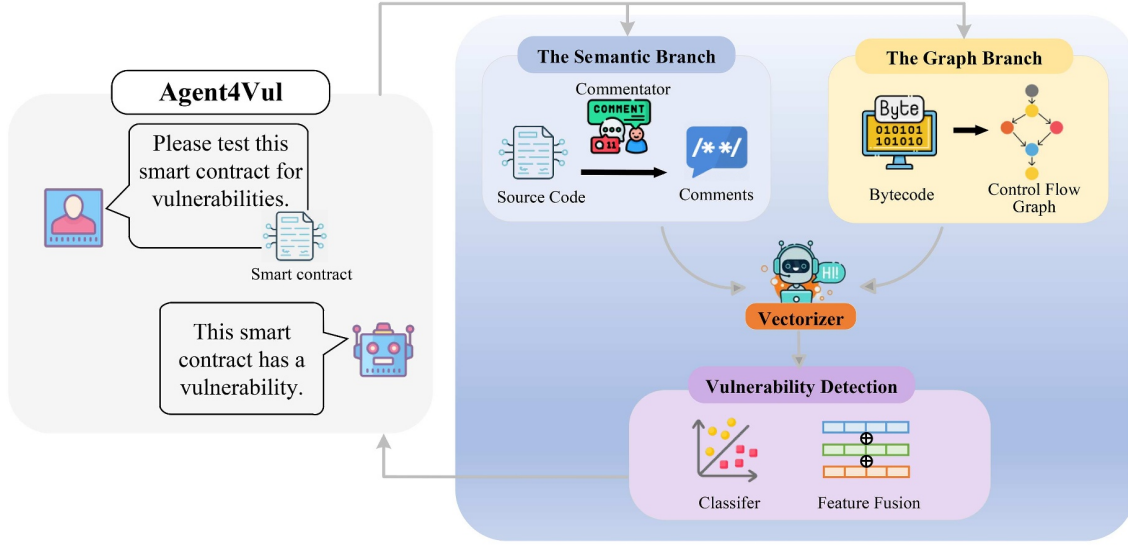 Agent4Vul
Please test this
smart contract for
vulnerabilities.
Smart contract
This smart
contract has a
vulnerability.
The Semantic Branch
Commentator
COMMENT
11
/**/
Source Code
Comments
The Graph Branch
Byte
010101
101010
Bytecode
Control Flow
Graph
HI!
Vectorizer
Vulnerability Detection
Classifer
Feature Fusion